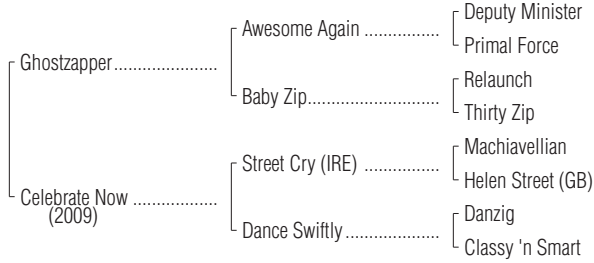 Deputy Minister
Awesome Again ................
Primal Force
Ghostzapper......................
Relaunch
Baby Zip............................
Thirty Zip
Machiavellian
Street Cry (IRE) ................
Helen Street (GB)
Celebrate Now ..................
(2009)
Danzig
Dance Swiftly....................
Classy 'n Smart